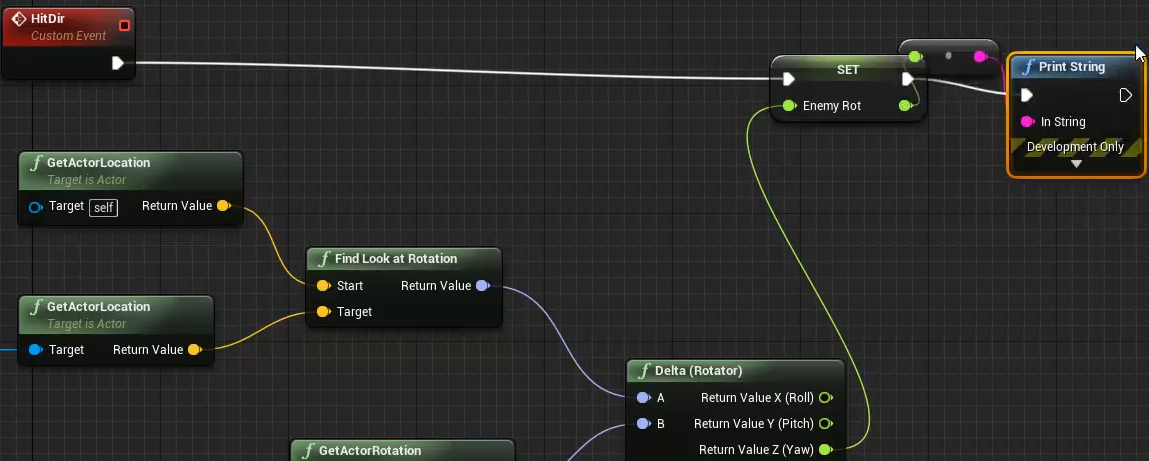 HitDir
Custom Event
SET
Enemy Rot
Print String
In String
Development Only
GetActorLocation
Target is Actor
Target self Return Value
Find Look at Rotation
Start Return Value
Target
GetActorLocation
Target is Actor
Target Return Value
Delta (Rotator)
A Return Value X (Roll)
B Return Value Y (Pitch)
Return Value Z (Yaw)
GetActorRotation